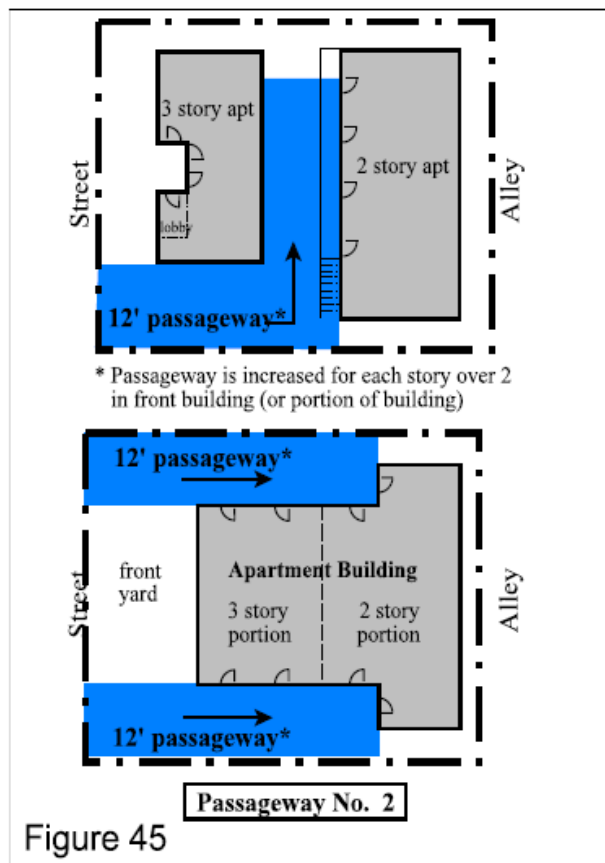 3 story apt
2 story apt
Street
Alley
lobby
12' passageway*
* Passageway is increased for each story over 2
in front building (or portion of building)
12' passageway*
front
yard
Apartment Building
Street
Alley
3 story
portion
2 story
portion
12' passageway*
Passageway No. 2
Figure 45